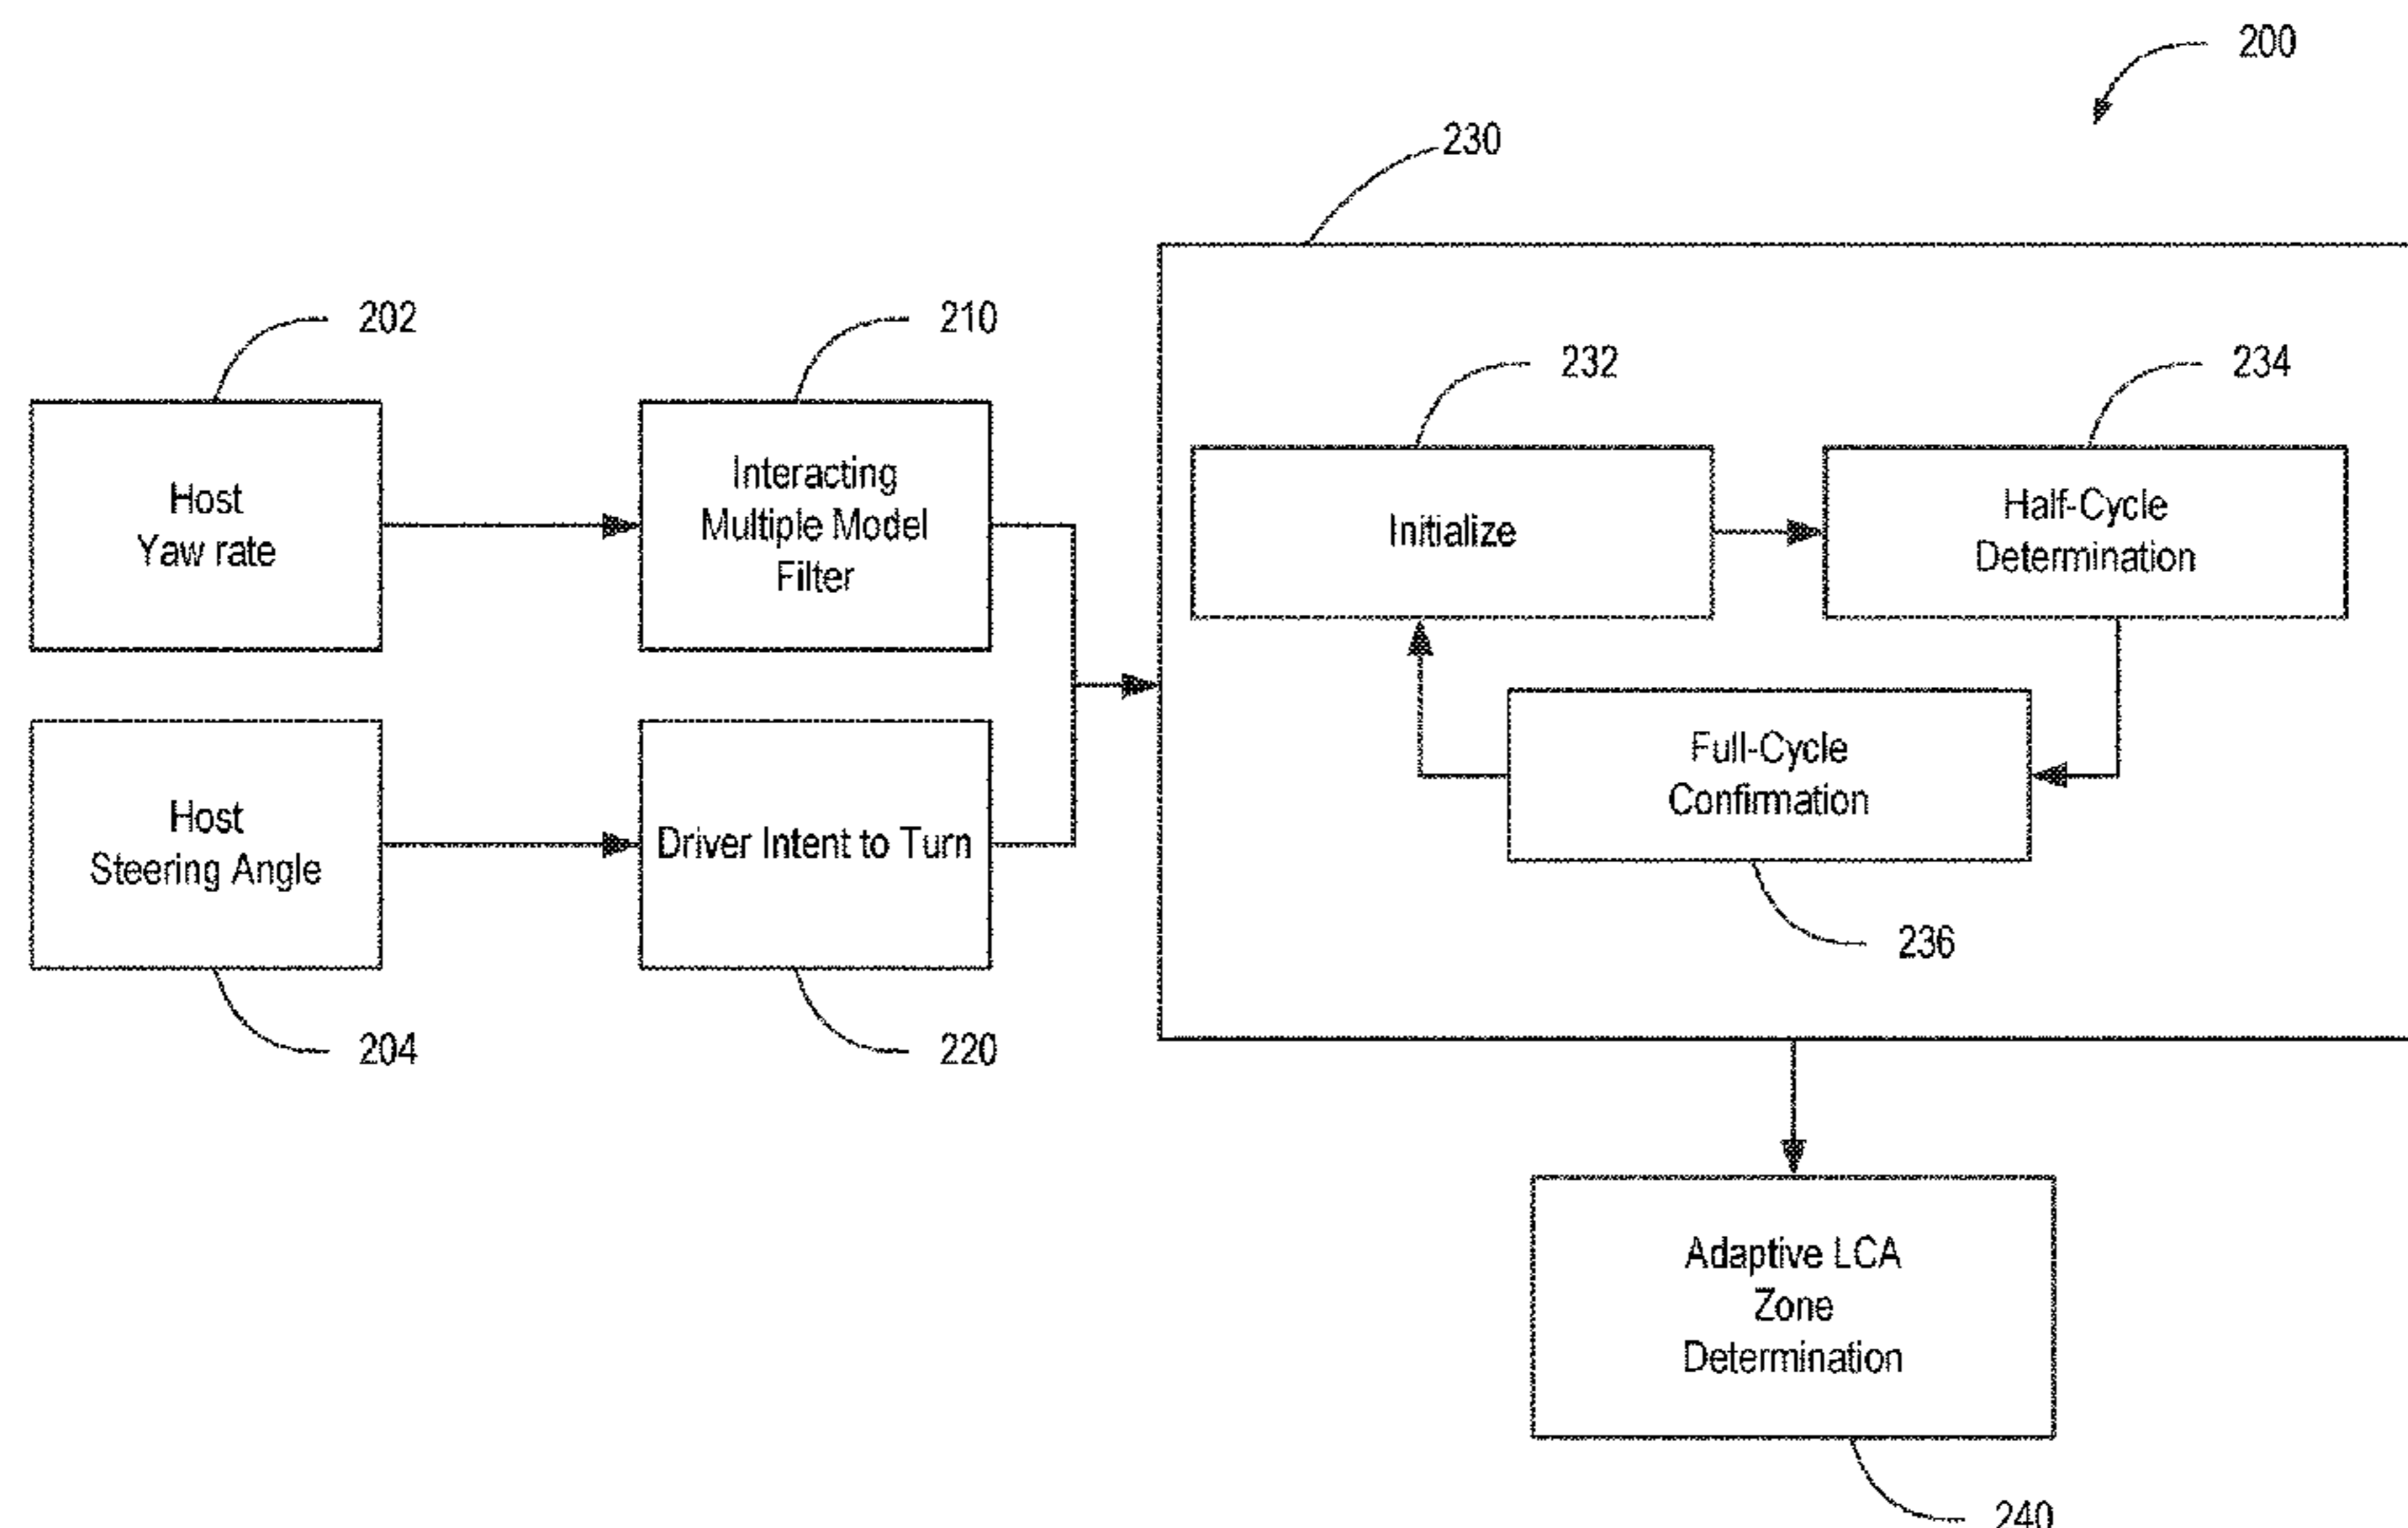 200
230
202
210
232
234
Host
Yaw rate
Interacting
Multiple Model
Filter
Initialize
Half-Cycle
Determination
Host
Steering Angle
Driver Intent to Turn
Full-Cycle
Confirmation
236
204
220
Adaptive LCA
Zone
Determination
240